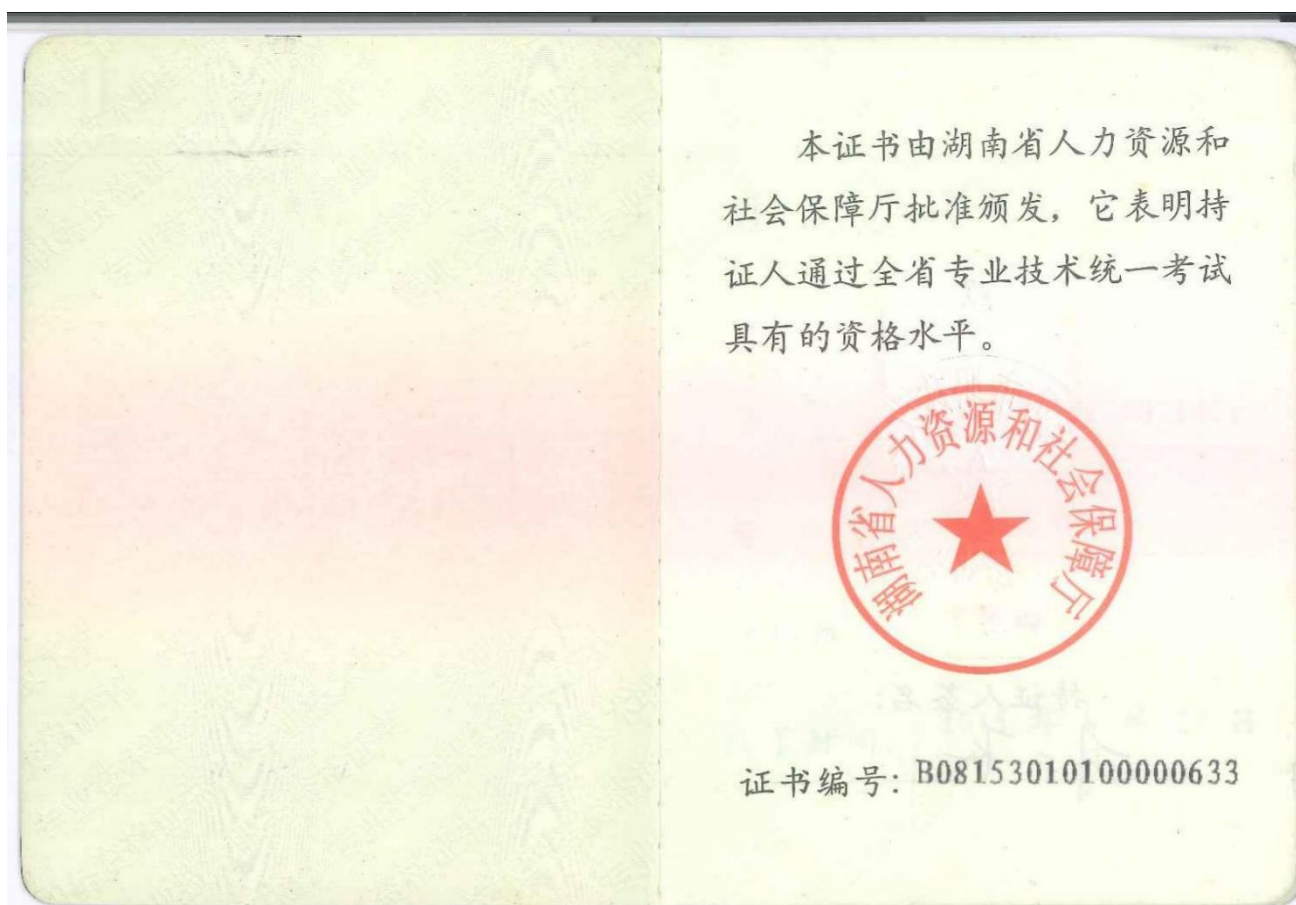 本证书由湖南省人力资源和
社会保障厅批准颁发，它表明持
证人通过全省专业技术统一考试
具有的资格水平。
湖南省人力资源和社会保障厅
持证人签名：
证书编号：B08153010100000633